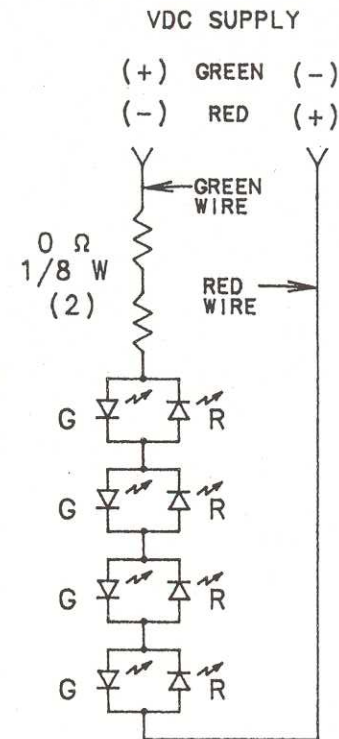 VDC SUPPLY
(+) GREEN (-)
(-) RED (+)
GREEN
WIRE
0 Ω
1/8 W
(2)
RED
WIRE
G R
G R
G R
G R